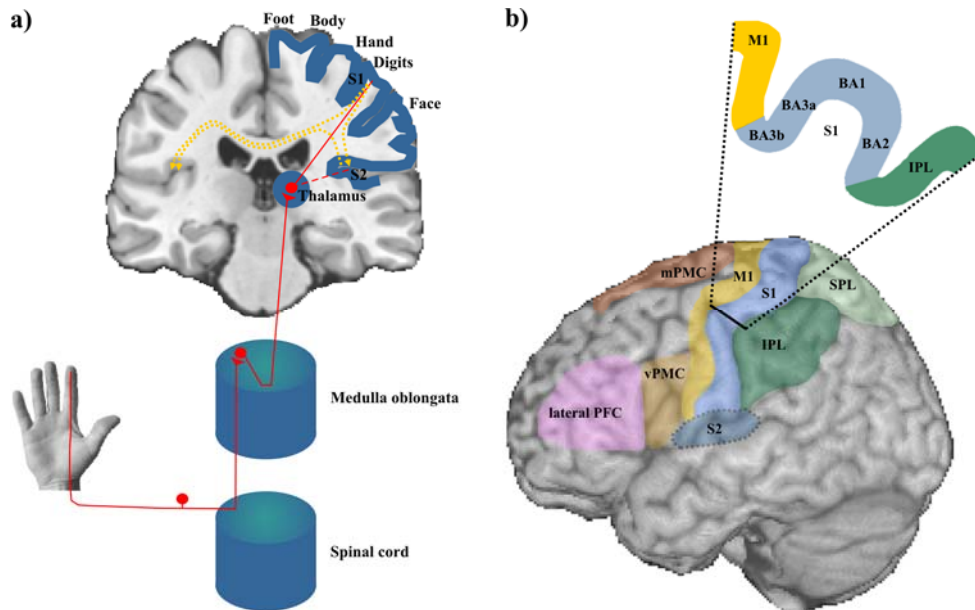 a)
Foot
Body
Hand
Digits
S1
Face
S2
Thalamus
Medulla oblongata
Spinal cord
b)
M1
BA1
BA3a
BA3b
S1
BA2
IPL
mPMC
M1
S1
SPL
IPL
vPMC
lateral PFC
S2